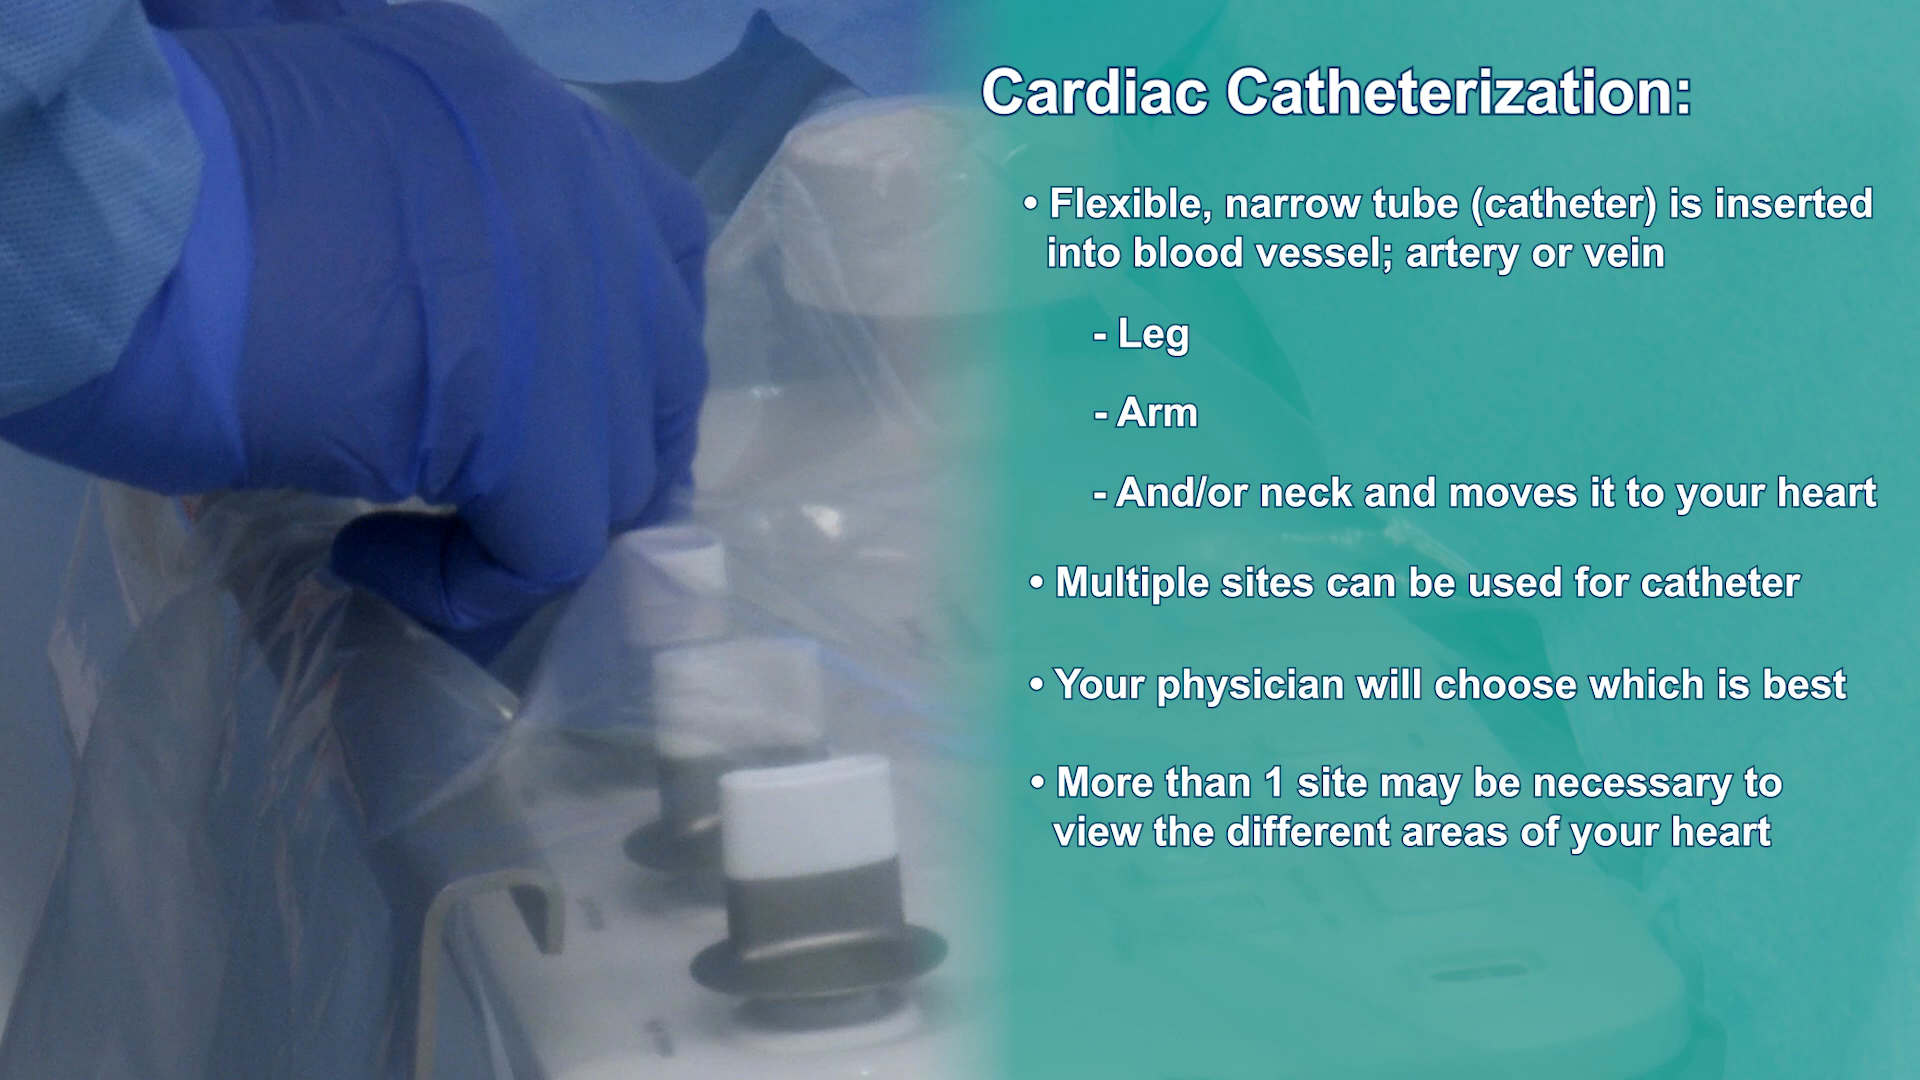 Cardiac Catheterization:
• Flexible, narrow tube (catheter) is inserted
into blood vessel; artery or vein
- Leg
- Arm
- And/or neck and moves it to your heart
• Multiple sites can be used for catheter
• Your physician will choose which is best
• More than 1 site may be necessary to
view the different areas of your heart